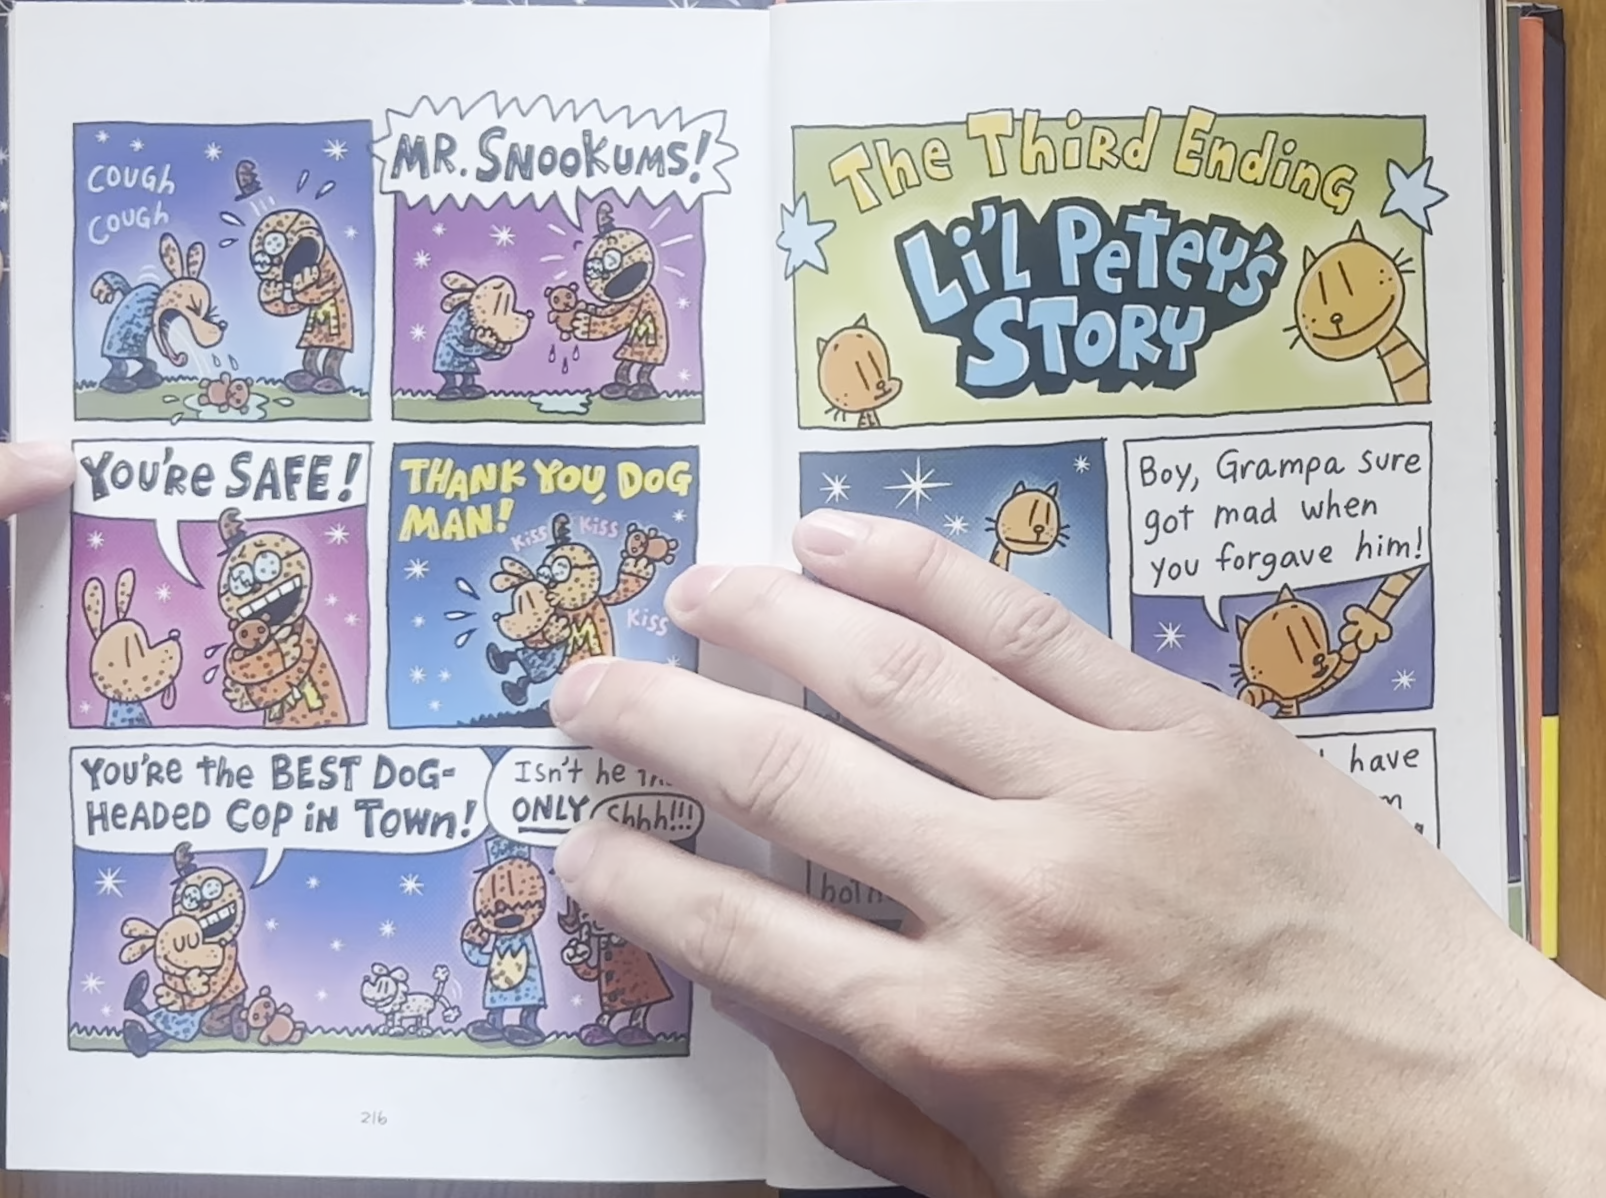 COUGH
COUGH
MR. SNOOKUMS!
YOU'RE SAFE!
THANK YOU, DOG
MAN!
KISS KISS
KISS
YOU'RE the BEST DOG-
HEADED COP iN TOWN!
Isn't he
ONLY
Shhh!!!
M
M
M
216
The Third Ending
Li'l Petey's
STORY
Boy, Grampa sure
got mad when
you forgave him!
have